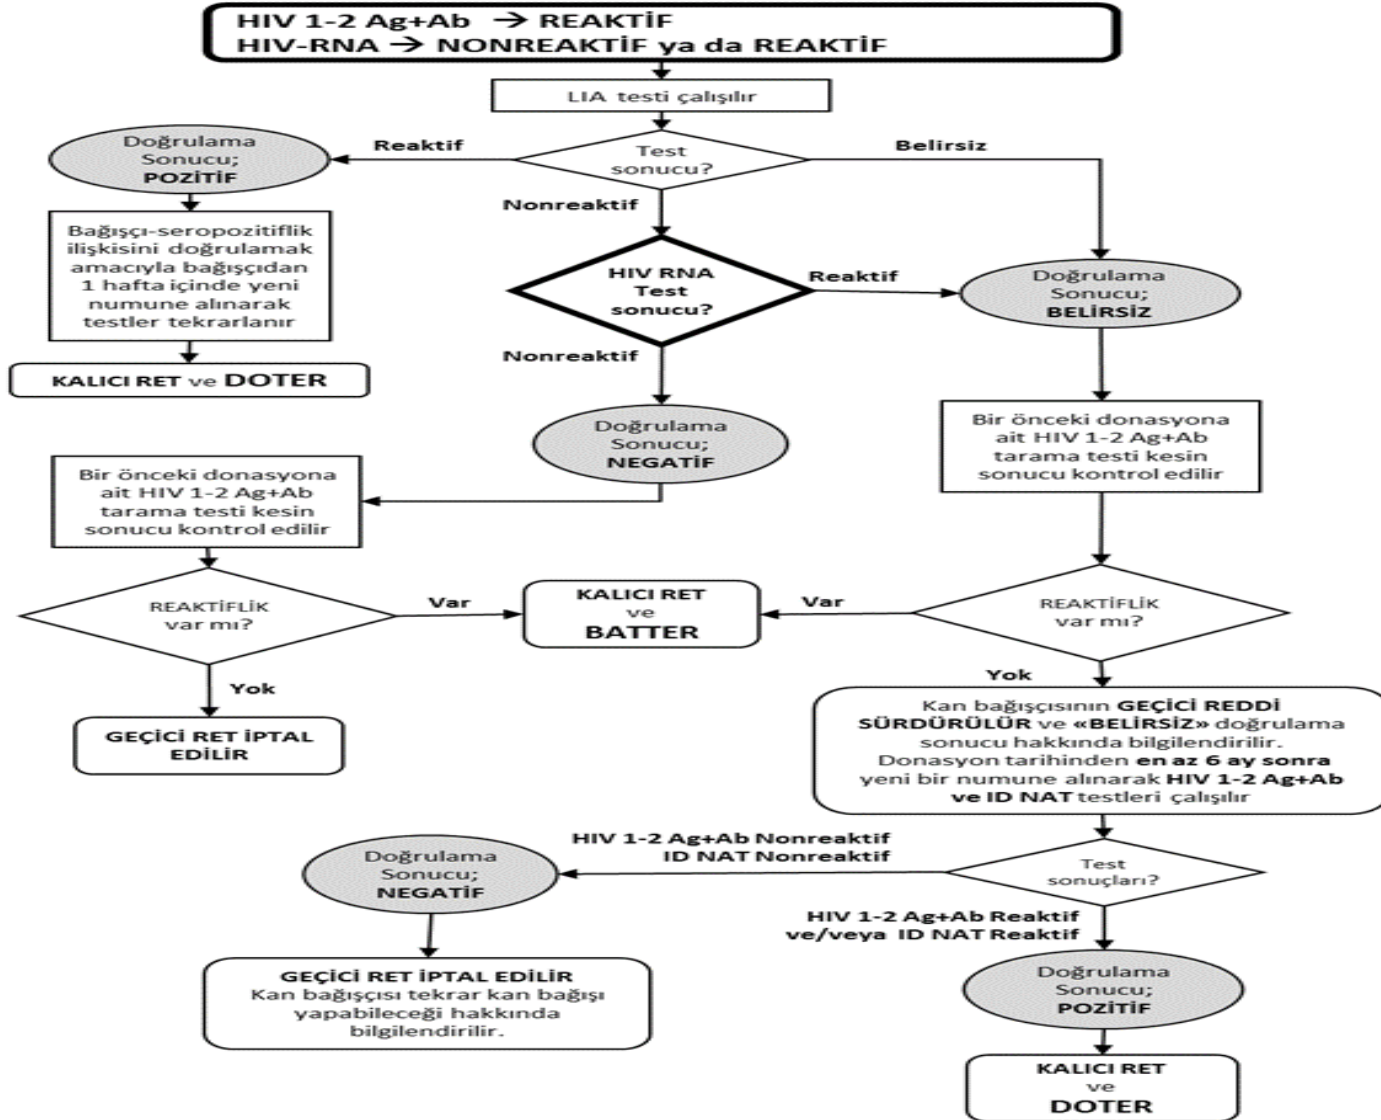 HIV 1-2 Ag+Ab → REAKTİF
HIV-RNA → NONREAKTİF ya da REAKTİF
LIA testi çalışılır
Test
sonucu?
Reaktif
Belirsiz
Nonreaktif
Doğrulama
Sonucu;
POZİTİF
Bağışçı-seropozitiflik
ilişkisini doğrulamak
amacıyla bağışçıdan
1 hafta içinde yeni
numune alınarak
testler tekrarlanır
KALICI RET ve DOTER
HIV RNA
Test
sonucu?
Reaktif
Nonreaktif
Doğrulama
Sonucu;
BELİRSİZ
Doğrulama
Sonucu;
NEGATİF
Bir önceki donasyona
ait HIV 1-2 Ag+Ab
tarama testi kesin
sonucu kontrol edilir
Bir önceki donasyona
ait HIV 1-2 Ag+Ab
tarama testi kesin
sonucu kontrol edilir
REAKTİFLİK
var mı?
Var
KALICI RET
ve
BATTER
Var
REAKTİFLİK
var mı?
Yok
GEÇİCİ RET İPTAL
EDİLİR
Yok
Kan bağışçısının GEÇİCİ REDDİ
SÜRDÜRÜLÜR ve «BELİRSİZ» doğrulama
sonucu hakkında bilgilendirilir.
Donasyon tarihinden en az 6 ay sonra
yeni bir numune alınarak HIV 1-2 Ag+Ab
ve ID NAT testleri çalışılır
Test
sonuçları?
HIV 1-2 Ag+Ab Nonreaktif
ID NAT Nonreaktif
Doğrulama
Sonucu;
NEGATİF
GEÇİCİ RET İPTAL EDİLİR
Kan bağışçısı tekrar kan bağışı
yapabileceği hakkında
bilgilendirilir.
HIV 1-2 Ag+Ab Reaktif
ve/veya ID NAT Reaktif
Doğrulama
Sonucu;
POZİTİF
KALICI RET
ve
DOTER